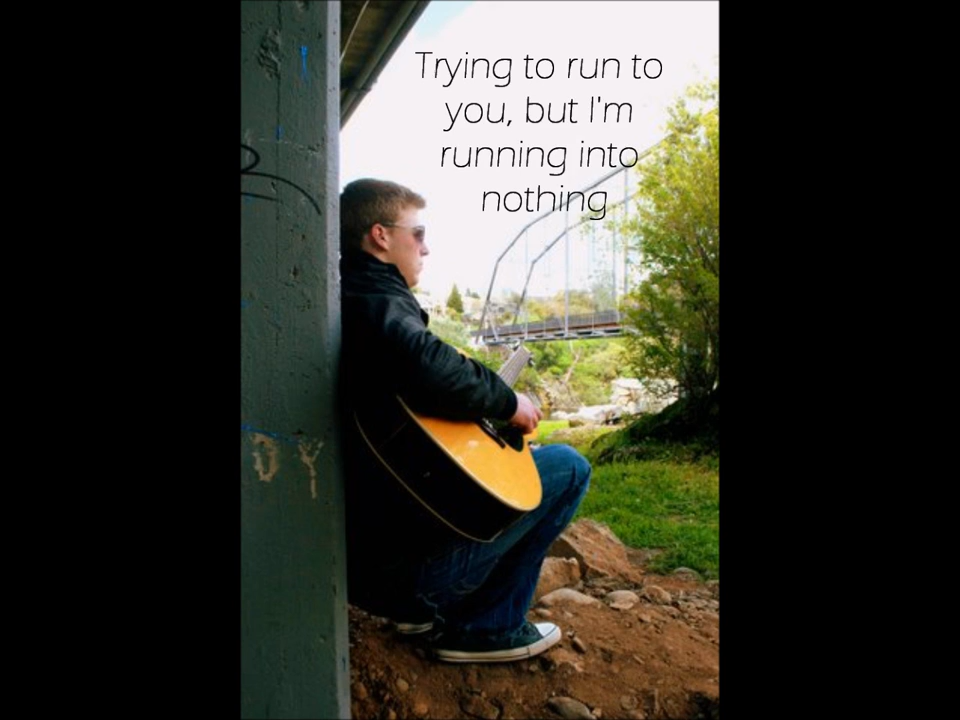 Trying to run to
you, but I'm
running into
nothing
D Y